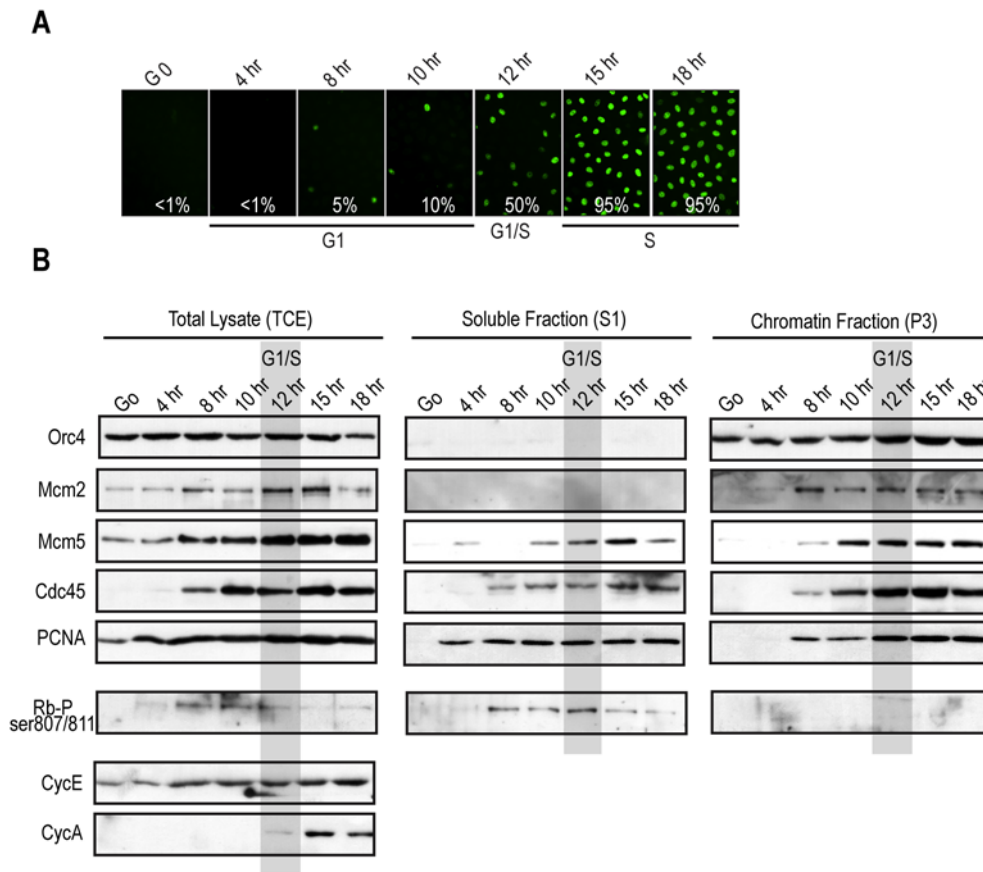 A
G 0 4 hr 8 hr 10 hr 12 hr 15 hr 18 hr
<1% <1% 5% 10% 50% 95% 95%
G1 G1/S S
B
Total Lysate (TCE) Soluble Fraction (S1) Chromatin Fraction (P3)
G1/S G1/S G1/S
Go 4 hr 8 hr 10 hr 12 hr 15 hr 18 hr Go 4 hr 8 hr 10 hr 12 hr 15 hr 18 hr Go 4 hr 8 hr 10 hr 12 hr 15 hr 18 hr
Orc4
Mcm2
Mcm5
Cdc45
PCNA
Rb-P
ser807/811
CycE
CycA